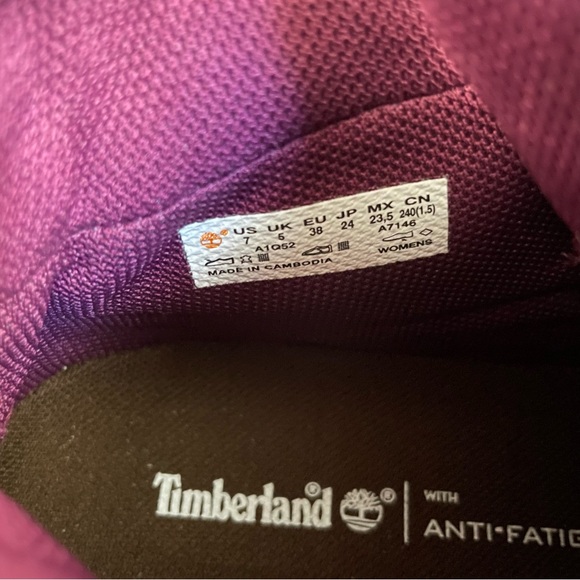 US UK EU JP MX CN
7 5 38 24 23,5 240(1.5)
A1Q52 A7146
WOMENS
MADE IN CAMBODIA
Timberland® ® | WITH
ANTI-FATIG